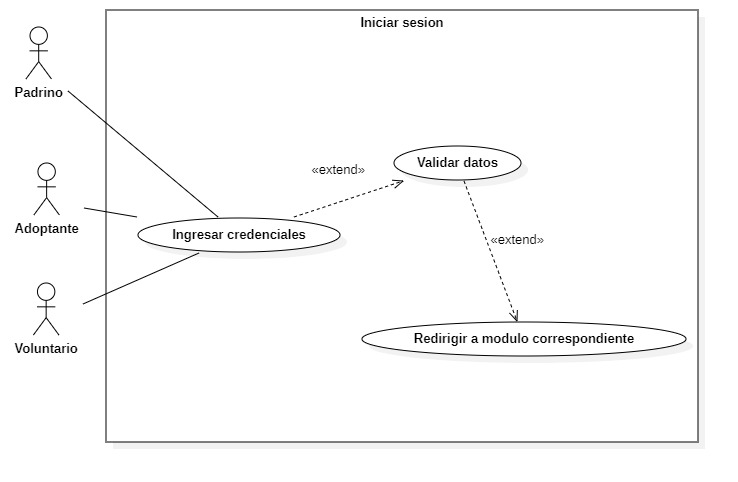 Iniciar sesion
Padrino
Validar datos
«extend»
Adoptante
Ingresar credenciales
«extend»
Redirigir a modulo correspondiente
Voluntario